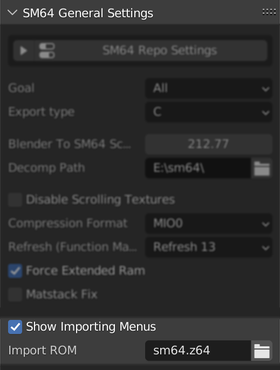 SM64 General Settings
SM64 Repo Settings
Goal All
Export type C
Blender To SM64 Sc... 212.77
Decomp Path E:\sm64\
Disable Scrolling Textures
Compression Format MIO0
Refresh (Function Ma... Refresh 13
Force Extended Ram
Matstack Fix
Show Importing Menus
Import ROM sm64.z64